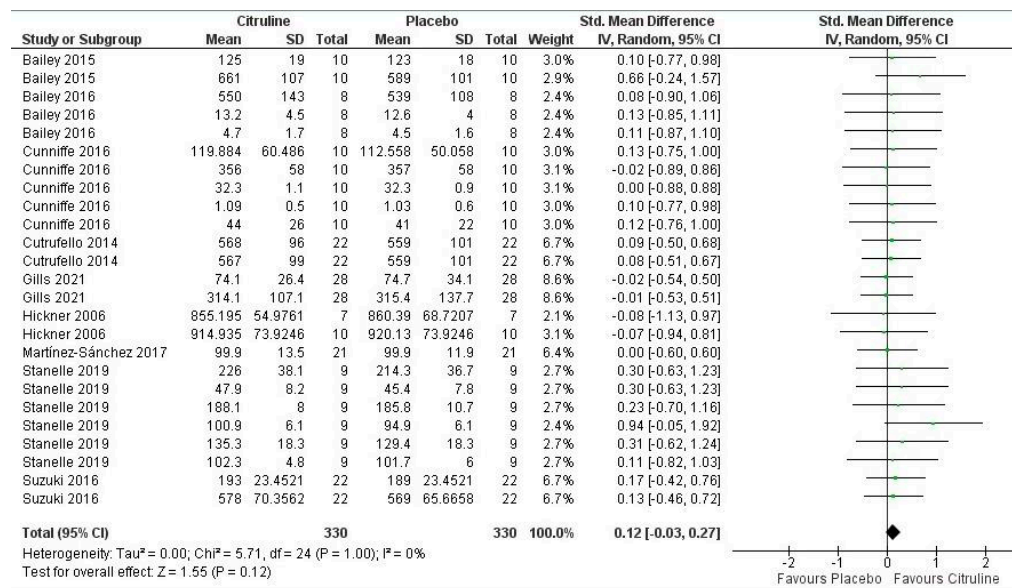 Citruline Placebo Std. Mean Difference Std. Mean Difference
Study or Subgroup Mean SD Total Mean SD Total Weight IV, Random, 95% CI IV, Random, 95% CI
Bailey 2015 125 19 10 123 18 10 3.0% 0.10 [-0.77, 0.98]
Bailey 2015 661 107 10 589 101 10 2.9% 0.66 [-0.24, 1.57]
Bailey 2016 550 143 8 539 108 8 2.4% 0.08 [-0.90, 1.06]
Bailey 2016 13.2 4.5 8 12.6 4 8 2.4% 0.13 [-0.85, 1.11]
Bailey 2016 4.7 1.7 8 4.5 1.6 8 2.4% 0.11 [-0.87, 1.10]
Cunniffe 2016 119.884 60.486 10 112.558 50.058 10 3.0% 0.13 [-0.75, 1.00]
Cunniffe 2016 356 58 10 357 58 10 3.1% -0.02 [-0.89, 0.86]
Cunniffe 2016 32.3 1.1 10 32.3 0.9 10 3.1% 0.00 [-0.88, 0.88]
Cunniffe 2016 1.09 0.5 10 1.03 0.6 10 3.0% 0.10 [-0.77, 0.98]
Cunniffe 2016 44 26 10 41 22 10 3.0% 0.12 [-0.76, 1.00]
Cutrufello 2014 568 96 22 559 101 22 6.7% 0.09 [-0.50, 0.68]
Cutrufello 2014 567 99 22 559 101 22 6.7% 0.08 [-0.51, 0.67]
Gills 2021 74.1 26.4 28 74.7 34.1 28 8.6% -0.02 [-0.54, 0.50]
Gills 2021 314.1 107.1 28 315.4 137.7 28 8.6% -0.01 [-0.53, 0.51]
Hickner 2006 855.195 54.9761 7 860.39 68.7207 7 2.1% -0.08 [-1.13, 0.97]
Hickner 2006 914.935 73.9246 10 920.13 73.9246 10 3.0% -0.07 [-0.94, 0.81]
Martínez-Sánchez 2017 99.9 13.5 21 99.9 11.9 21 6.4% 0.00 [-0.60, 0.60]
Stanelle 2019 226 38.1 9 214.3 36.7 9 2.7% 0.30 [-0.63, 1.23]
Stanelle 2019 47.9 8.2 9 45.4 7.8 9 2.7% 0.30 [-0.63, 1.23]
Stanelle 2019 188.1 8 9 185.8 10.7 9 2.7% 0.23 [-0.70, 1.16]
Stanelle 2019 100.9 6.1 9 94.9 6.1 9 2.4% 0.94 [-0.05, 1.92]
Stanelle 2019 135.3 18.3 9 129.4 18.3 9 2.7% 0.31 [-0.62, 1.24]
Stanelle 2019 102.3 4.8 9 101.7 6 9 2.7% 0.11 [-0.82, 1.03]
Suzuki 2016 193 23.4521 22 189 23.4521 22 6.7% 0.17 [-0.42, 0.76]
Suzuki 2016 578 70.3562 22 569 65.6658 22 6.7% 0.13 [-0.46, 0.72]
Total (95% CI) 330 330 100.0% 0.12 [-0.03, 0.27]
Heterogeneity: Tau² = 0.00; Chi² = 5.71, df = 24 (P = 1.00); I² = 0%
Test for overall effect: Z = 1.55 (P = 0.12)
-2 -1 0 1 2
Favours Placebo Favours Citruline